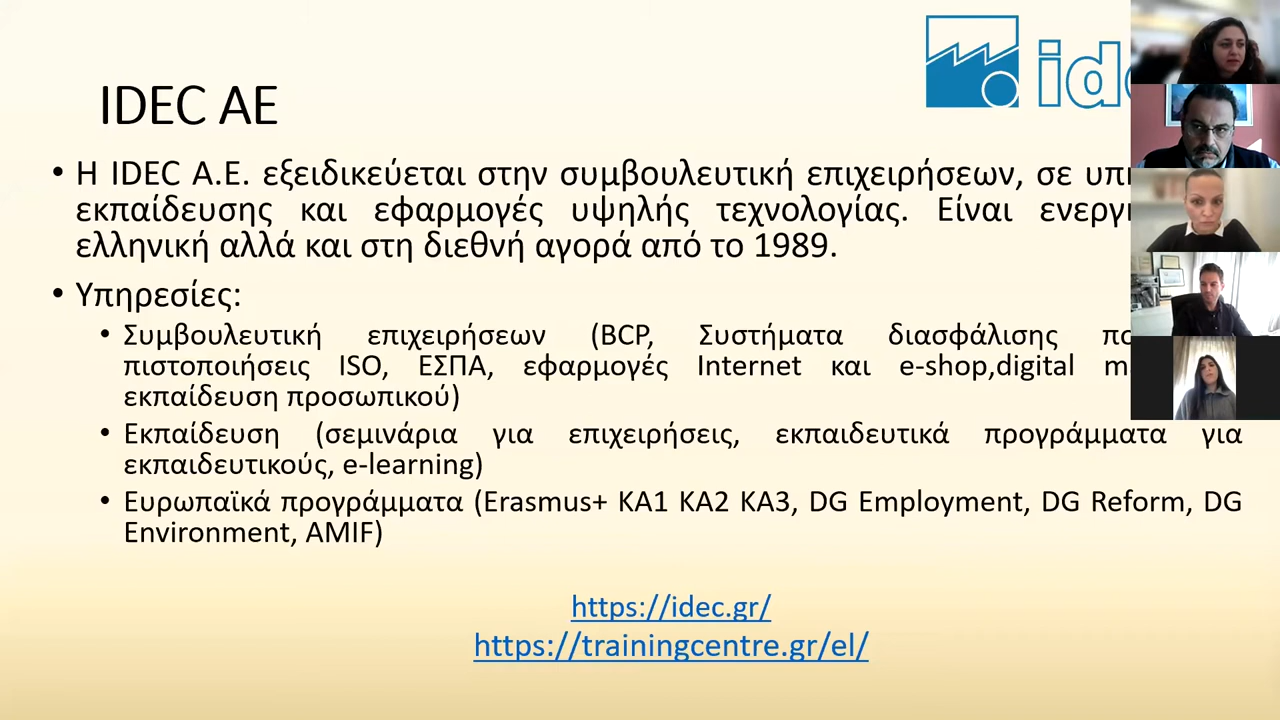 IDEC AE
• Η IDEC Α.Ε. εξειδικεύεται στην συμβουλευτική επιχειρήσεων, σε
εκπαίδευσης και εφαρμογές υψηλής τεχνολογίας. Είναι
ελληνική αλλά και στη διεθνή αγορά από το 1989.
• Υπηρεσίες:
• Συμβουλευτική επιχειρήσεων (BCP, Συστήματα διασφάλισης
πιστοποιήσεις ISO, ΕΣΠΑ, εφαρμογές Internet και e-shop,digital
εκπαίδευση προσωπικού)
• Εκπαίδευση (σεμινάρια για επιχειρήσεις, εκπαιδευτικά προγράμματα για
εκπαιδευτικούς, e-learning)
• Ευρωπαϊκά προγράμματα (Erasmus+ KA1 KA2 KA3, DG Employment, DG Reform, DG
Environment, AMIF)
https://idec.gr/
https://trainingcentre.gr/el/